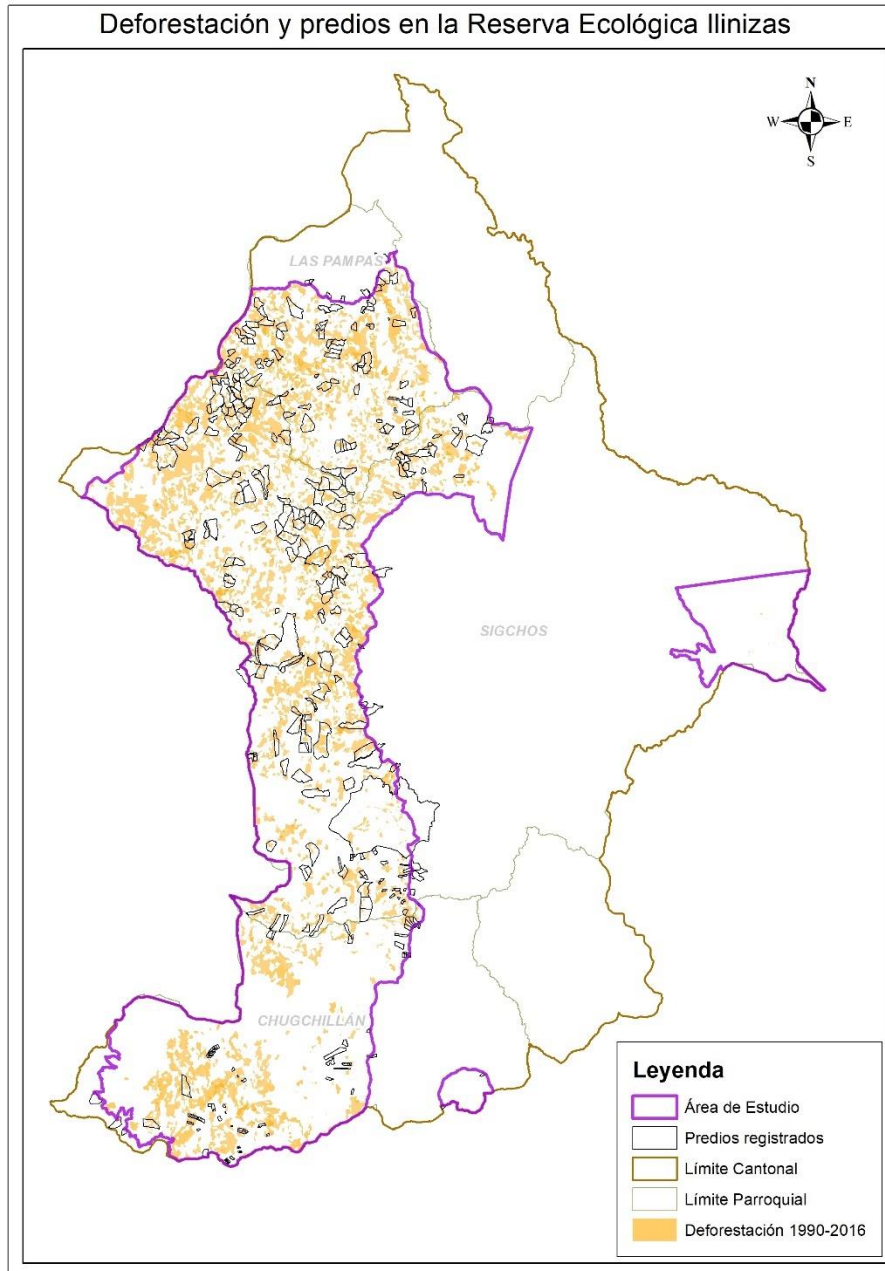 Deforestación y predios en la Reserva Ecológica Ilinizas
N
W E
S
LAS PAMPAS
SIGCHOS
CHUGCHILLÁN
Leyenda
Área de Estudio
Predios registrados
Límite Cantonal
Límite Parroquial
Deforestación 1990-2016